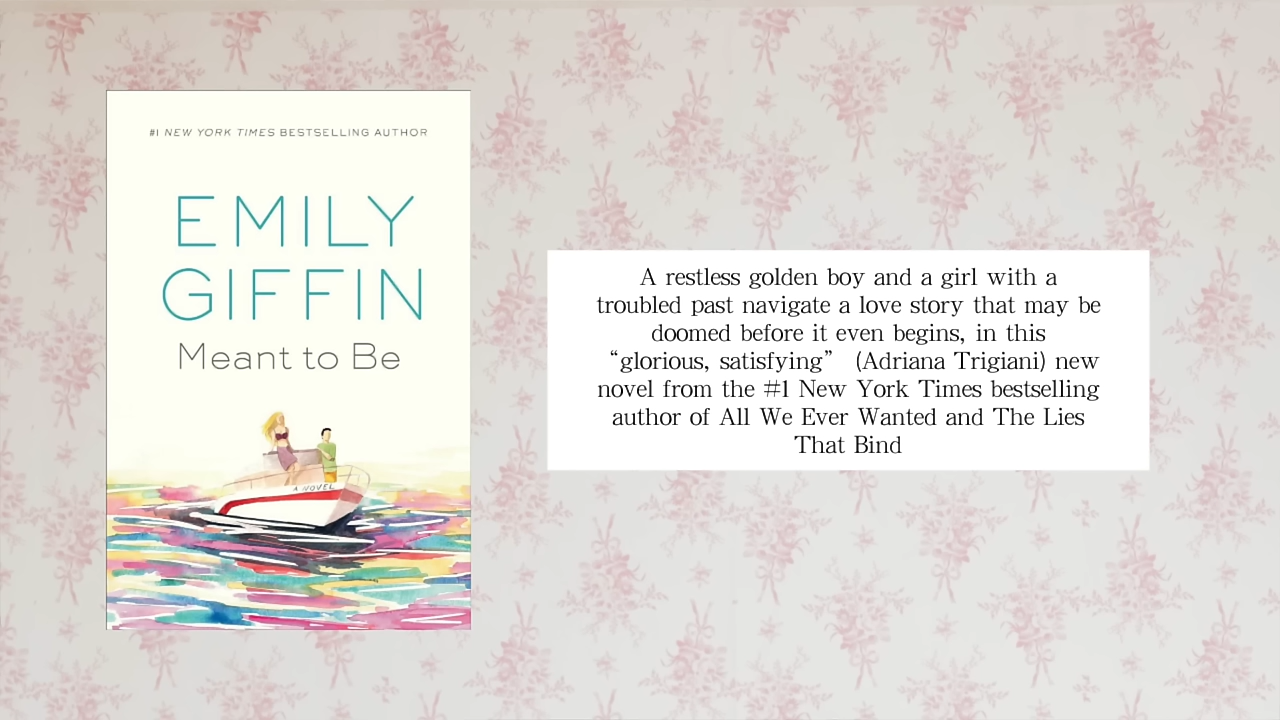 #1 NEW YORK TIMES BESTSELLING AUTHOR
EMILY
GIFFIN
Meant to Be
A NOVEL
A restless golden boy and a girl with a
troubled past navigate a love story that may be
doomed before it even begins, in this
“glorious, satisfying” (Adriana Trigiani) new
novel from the #1 New York Times bestselling
author of All We Ever Wanted and The Lies
That Bind